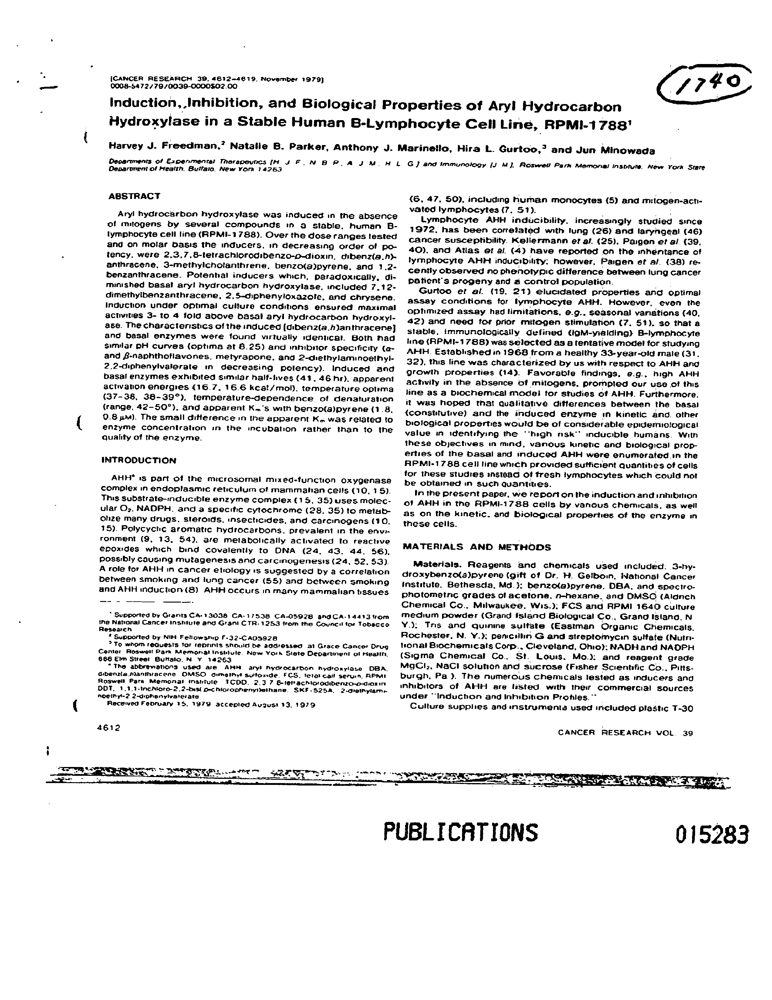 [CANCER RESEARCH 39, 4612-4619, November 1979]
0008-5472/79/0039-0000$02.00
1740
Induction, Inhibition, and Biological Properties of Aryl Hydrocarbon
Hydroxylase in a Stable Human B-Lymphocyte Cell Line, RPMI-1788¹
Harvey J. Freedman,² Natalie B. Parker, Anthony J. Marinello, Hira L. Gurtoo,³ and Jun Minowada
Departments of Experimental Therapeutics [H. J. F., N. B. P., A. J. M., H. L. G.] and Immunology [J. M.], Roswell Park Memorial Institute, New York State
Department of Health, Buffalo, New York 14263
ABSTRACT
Aryl hydrocarbon hydroxylase was induced in the absence
of mitogens by several compounds in a stable, human B-
lymphocyte cell line (RPMI-1788). Over the dose ranges tested
and on molar basis the inducers, in decreasing order of po-
tency, were 2,3,7,8-tetrachlorodibenzo-p-dioxin, dibenz(a,h)-
anthracene, 3-methylcholanthrene, benzo(a)pyrene, and 1,2-
benzanthracene. Potential inducers which, paradoxically, di-
minished basal aryl hydrocarbon hydroxylase, included 7,12-
dimethylbenzanthracene, 2,5-diphenyloxazole, and chrysene.
Induction under optimal culture conditions ensured maximal
activities 3- to 4 fold above basal aryl hydrocarbon hydroxyl-
ase. The characteristics of the induced [dibenz(a,h)anthracene]
and basal enzymes were found virtually identical. Both had
similar pH curves (optima at 8.25) and inhibitor specificity (α-
and β-naphthoflavones, metyrapone, and 2-diethylaminoethyl-
2,2-diphenylvalerate in decreasing potency). Induced and
basal enzymes exhibited similar half-lives (41, 46 hr), apparent
activation energies (16.7, 16.6 kcal/mol), temperature optima
(37-38, 38-39°), temperature-dependence of denaturation
(range, 42-50°), and apparent Kₘ's with benzo(a)pyrene (1.8,
0.8 μM). The small difference in the apparent Kₘ was related to
enzyme concentration in the incubation rather than to the
quality of the enzyme.
INTRODUCTION
AHH⁴ is part of the microsomal mixed-function oxygenase
complex in endoplasmic reticulum of mammalian cells (10, 15).
This substrate-inducible enzyme complex (15, 35) uses molec-
ular O₂, NADPH, and a specific cytochrome (28, 35) to metab-
olize many drugs, steroids, insecticides, and carcinogens (10,
15). Polycyclic aromatic hydrocarbons, prevalent in the envi-
ronment (9, 13, 54), are metabolically activated to reactive
epoxides which bind covalently to DNA (24, 43, 44, 56),
possibly causing mutagenesis and carcinogenesis (24, 52, 53).
A role for AHH in cancer etiology is suggested by a correlation
between smoking and lung cancer (55) and between smoking
and AHH induction (8) AHH occurs in many mammalian tissues
¹ Supported by Grants CA-13038 CA-17538 CA-05928 and CA-14413 from
the National Cancer Institute and Grant CTR-1253 from the Council for Tobacco
Research
² Supported by NIH Fellowship F-32-CA05928
³ To whom requests for reprints should be addressed at Grace Cancer Drug
Center Roswell Park Memorial Institute, New York State Department of Health,
666 Elm Street Buffalo, N Y 14263
⁴ The abbreviations used are AHH aryl hydrocarbon hydroxylase DBA,
dibenz(a,h)anthracene DMSO dimethyl sulfoxide, FCS, fetal calf serum, RPMI
Roswell Park Memorial Institute TCDD, 2,3,7,8-tetrachlorodibenzo-p-dioxin
DDT, 1,1,1-trichloro-2,2-bis(p-chlorophenyl)ethane, SKF-525A, 2-diethylami-
noethyl-2 2-diphenylvalerate
Received February 15, 1979 accepted August 13, 1979
4612
(6, 47, 50), including human monocytes (5) and mitogen-acti-
vated lymphocytes (7, 51).
Lymphocyte AHH inducibility, increasingly studied since
1972, has been correlated with lung (26) and laryngeal (46)
cancer susceptibility. Kellermann et al. (25), Paigen et al. (39,
40), and Atlas et al. (4) have reported on the inheritance of
lymphocyte AHH inducibility; however, Paigen et al. (38) re-
cently observed no phenotypic difference between lung cancer
patient's progeny and a control population.
Gurtoo et al. (19, 21) elucidated properties and optimal
assay conditions for lymphocyte AHH. However, even the
optimized assay had limitations, e.g., seasonal variations (40,
42) and need for prior mitogen stimulation (7, 51), so that a
stable, immunologically defined (IgM-yielding) B-lymphocyte
line (RPMI-1788) was selected as a tentative model for studying
AHH. Established in 1968 from a healthy 33-year-old male (31,
32), this line was characterized by us with respect to AHH and
growth properties (14). Favorable findings, e.g., high AHH
activity in the absence of mitogens, prompted our use of this
line as a biochemical model for studies of AHH. Furthermore,
it was hoped that qualitative differences between the basal
(constitutive) and the induced enzyme in kinetic and other
biological properties would be of considerable epidemiological
value in identifying the "high risk" inducible humans. With
these objectives in mind, various kinetic and biological prop-
erties of the basal and induced AHH were enumerated in the
RPMI-1788 cell line which provided sufficient quantities of cells
for these studies instead of fresh lymphocytes which could not
be obtained in such quantities.
In the present paper, we report on the induction and inhibition
of AHH in the RPMI-1788 cells by various chemicals, as well
as on the kinetic, and biological properties of the enzyme in
these cells.
MATERIALS AND METHODS
Materials. Reagents and chemicals used included: 3-hy-
droxybenzo(a)pyrene (gift of Dr. H. Gelboin, National Cancer
Institute, Bethesda, Md.); benzo(a)pyrene, DBA, and spectro-
photometric grades of acetone, n-hexane, and DMSO (Aldrich
Chemical Co., Milwaukee, Wis.); FCS and RPMI 1640 culture
medium powder (Grand Island Biological Co., Grand Island, N
Y.); Tris and quinine sulfate (Eastman Organic Chemicals,
Rochester, N. Y.); penicillin G and streptomycin sulfate (Nutri-
tional Biochemicals Corp., Cleveland, Ohio); NADH and NADPH
(Sigma Chemical Co., St. Louis, Mo.); and reagent grade
MgCl₂, NaCl solution and sucrose (Fisher Scientific Co., Pitts-
burgh, Pa.). The numerous chemicals tested as inducers and
inhibitors of AHH are listed with their commercial sources
under "Induction and Inhibition Profiles."
Culture supplies and instruments used included plastic T-30
CANCER RESEARCH VOL. 39
PUBLICATIONS
015283